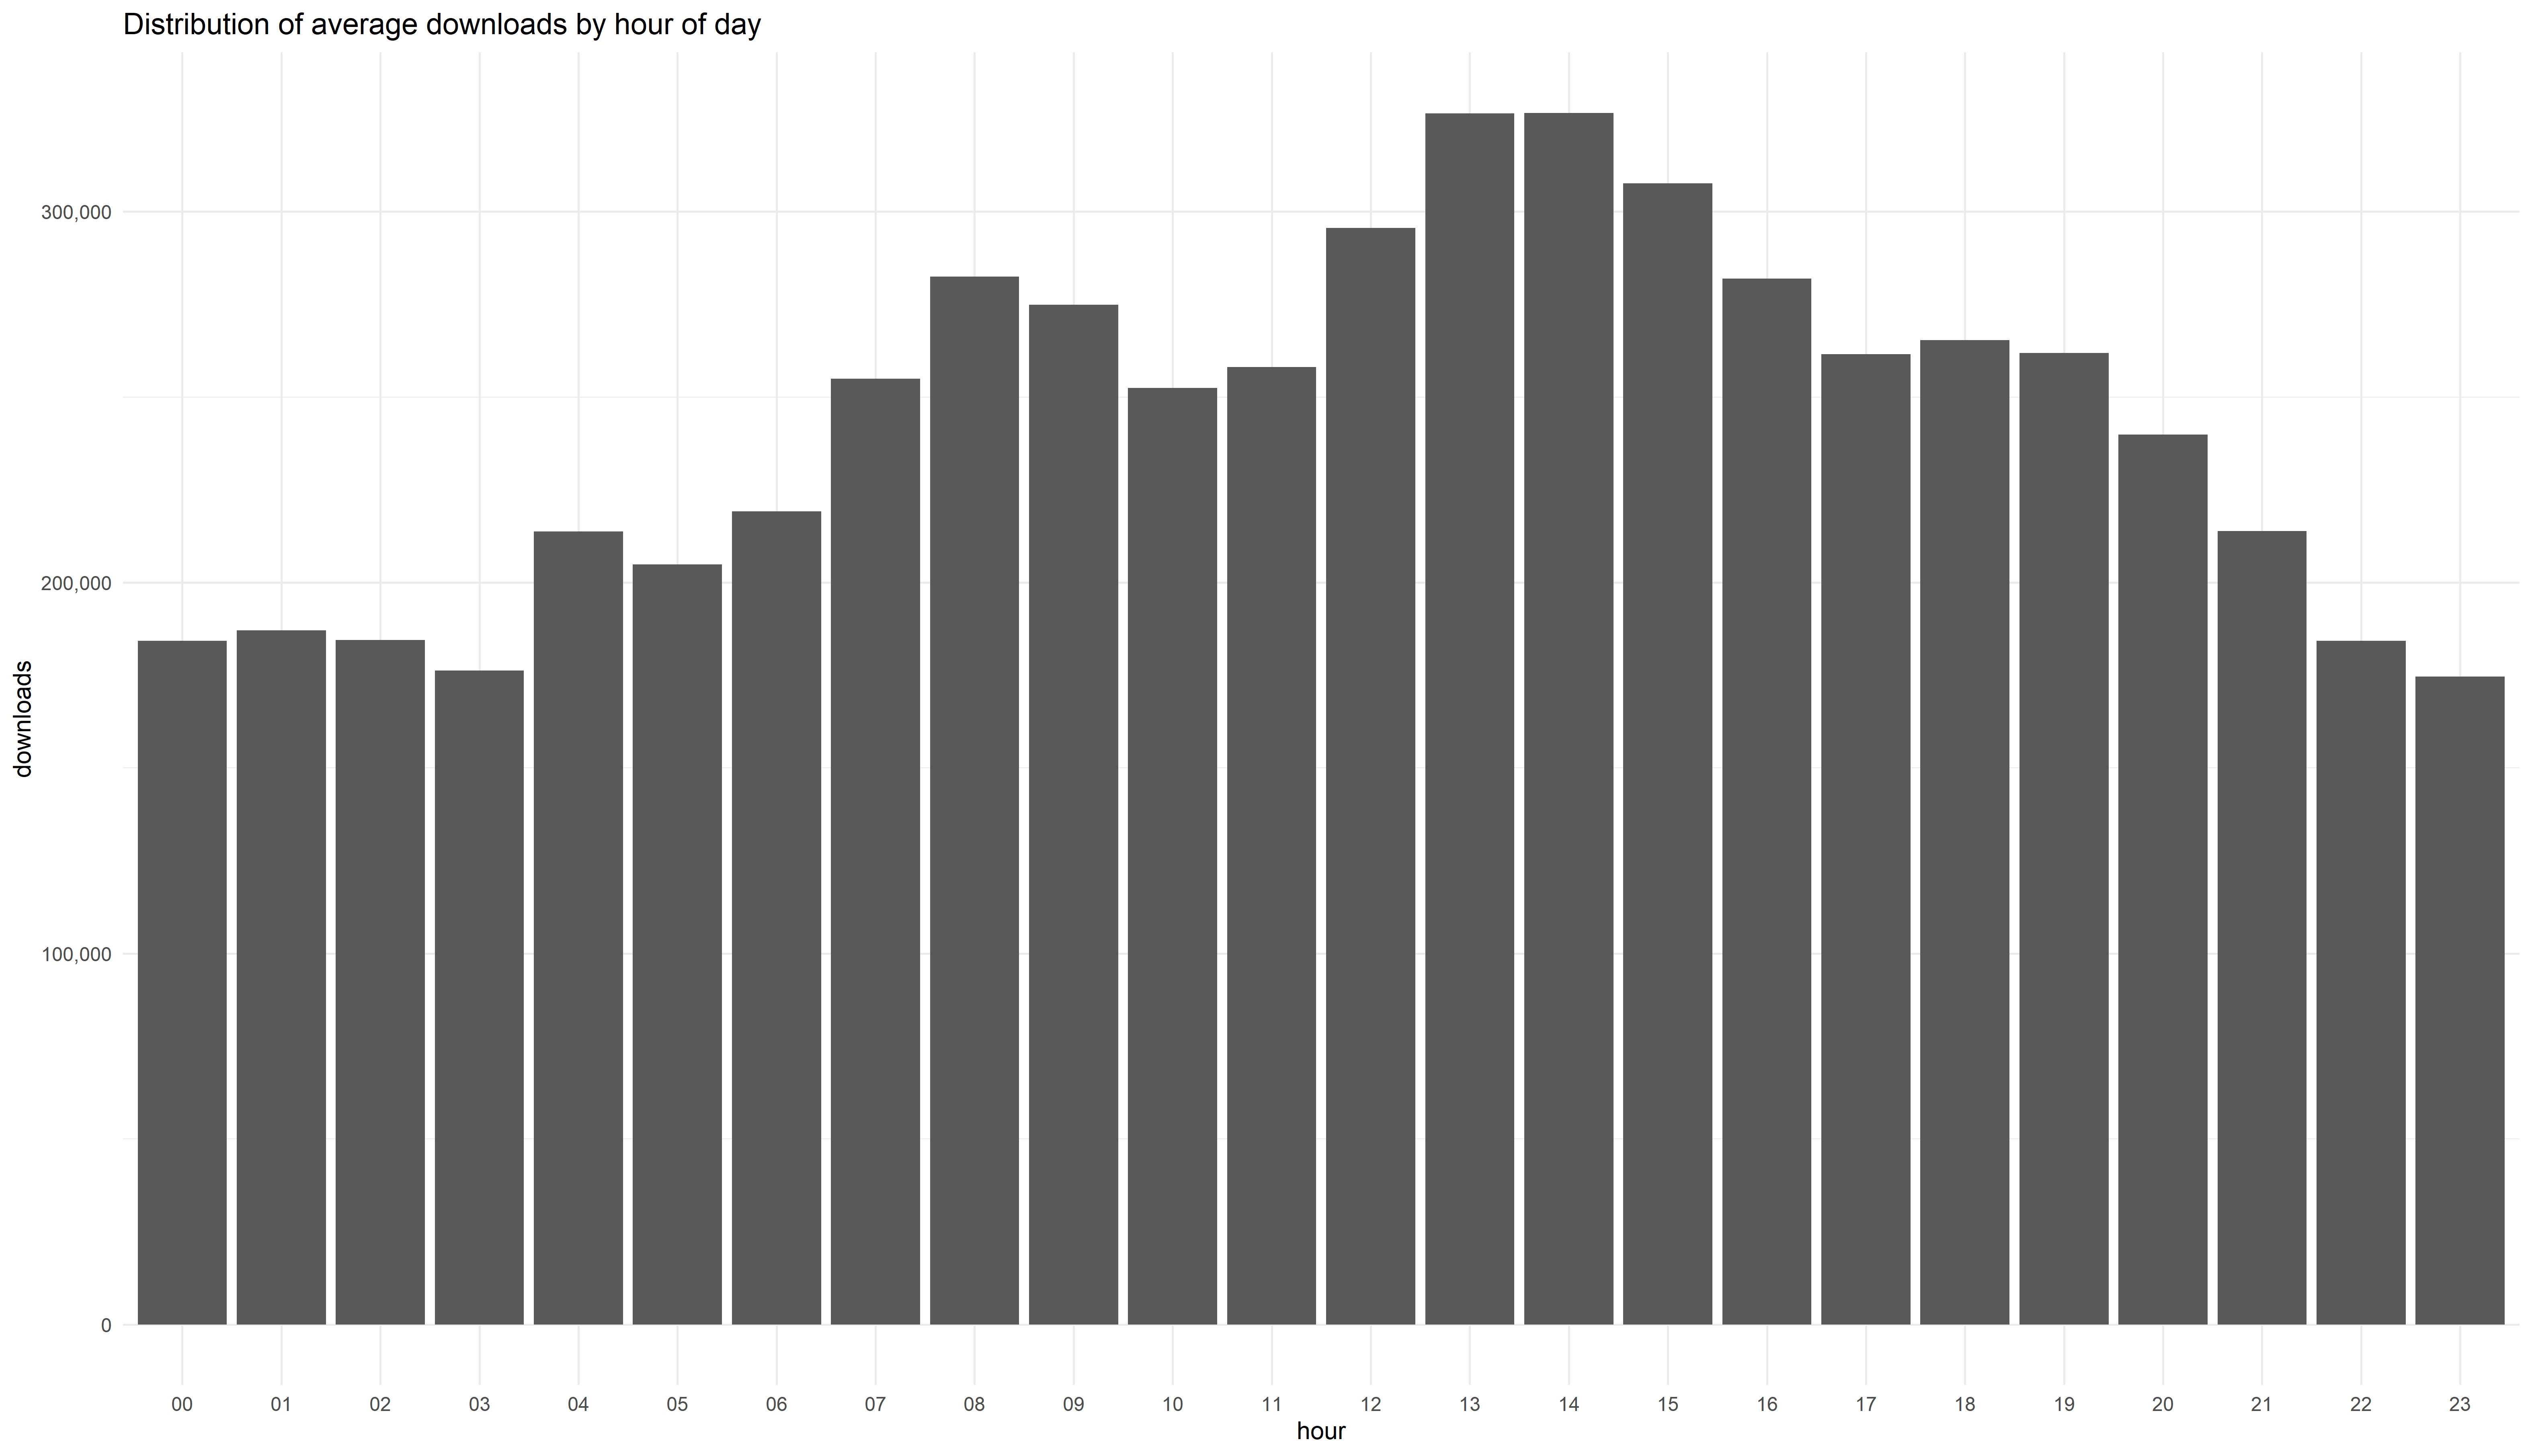 Distribution of average downloads by hour of day
downloads
300,000
200,000
100,000
0
00 01 02 03 04 05 06 07 08 09 10 11 12 13 14 15 16 17 18 19 20 21 22 23
hour